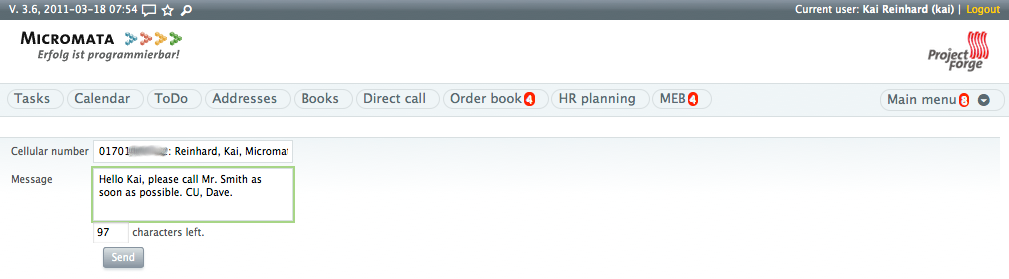 V. 3.6, 2011-03-18 07:54
Current user: Kai Reinhard (kai) | Logout
MICROMATA
Erfolg ist programmierbar!
Project
Forge
Tasks Calendar ToDo Addresses Books Direct call Order book 4 HR planning MEB 4 Main menu 8
Cellular number 01701 : Reinhard, Kai, Micromat
Message Hello Kai, please call Mr. Smith as
soon as possible. CU, Dave.
97 characters left.
Send